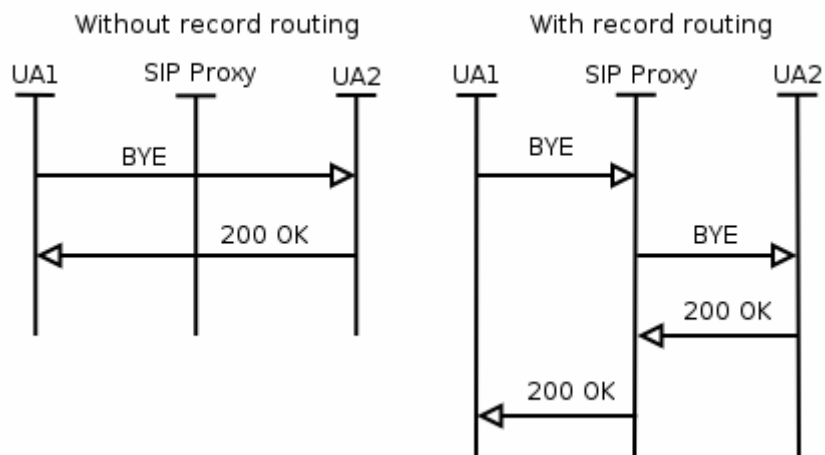 Without record routing
UA1 SIP Proxy UA2
BYE
200 OK
With record routing
UA1 SIP Proxy UA2
BYE
BYE
200 OK
200 OK